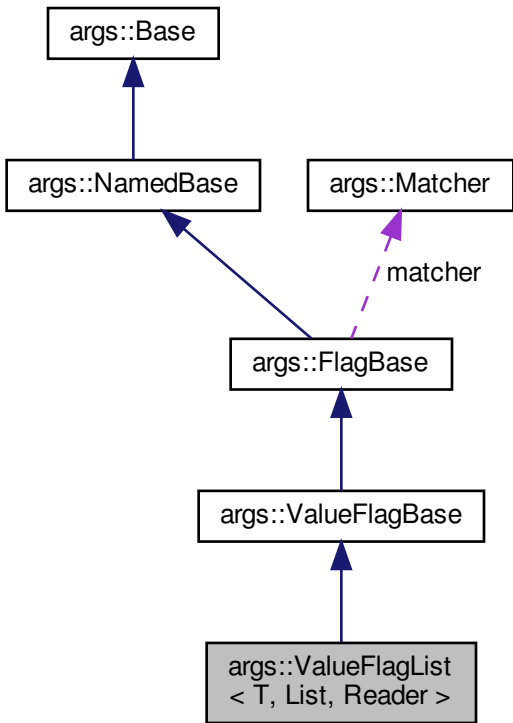 args::Base
args::NamedBase
args::Matcher
matcher
args::FlagBase
args::ValueFlagBase
args::ValueFlagList
< T, List, Reader >